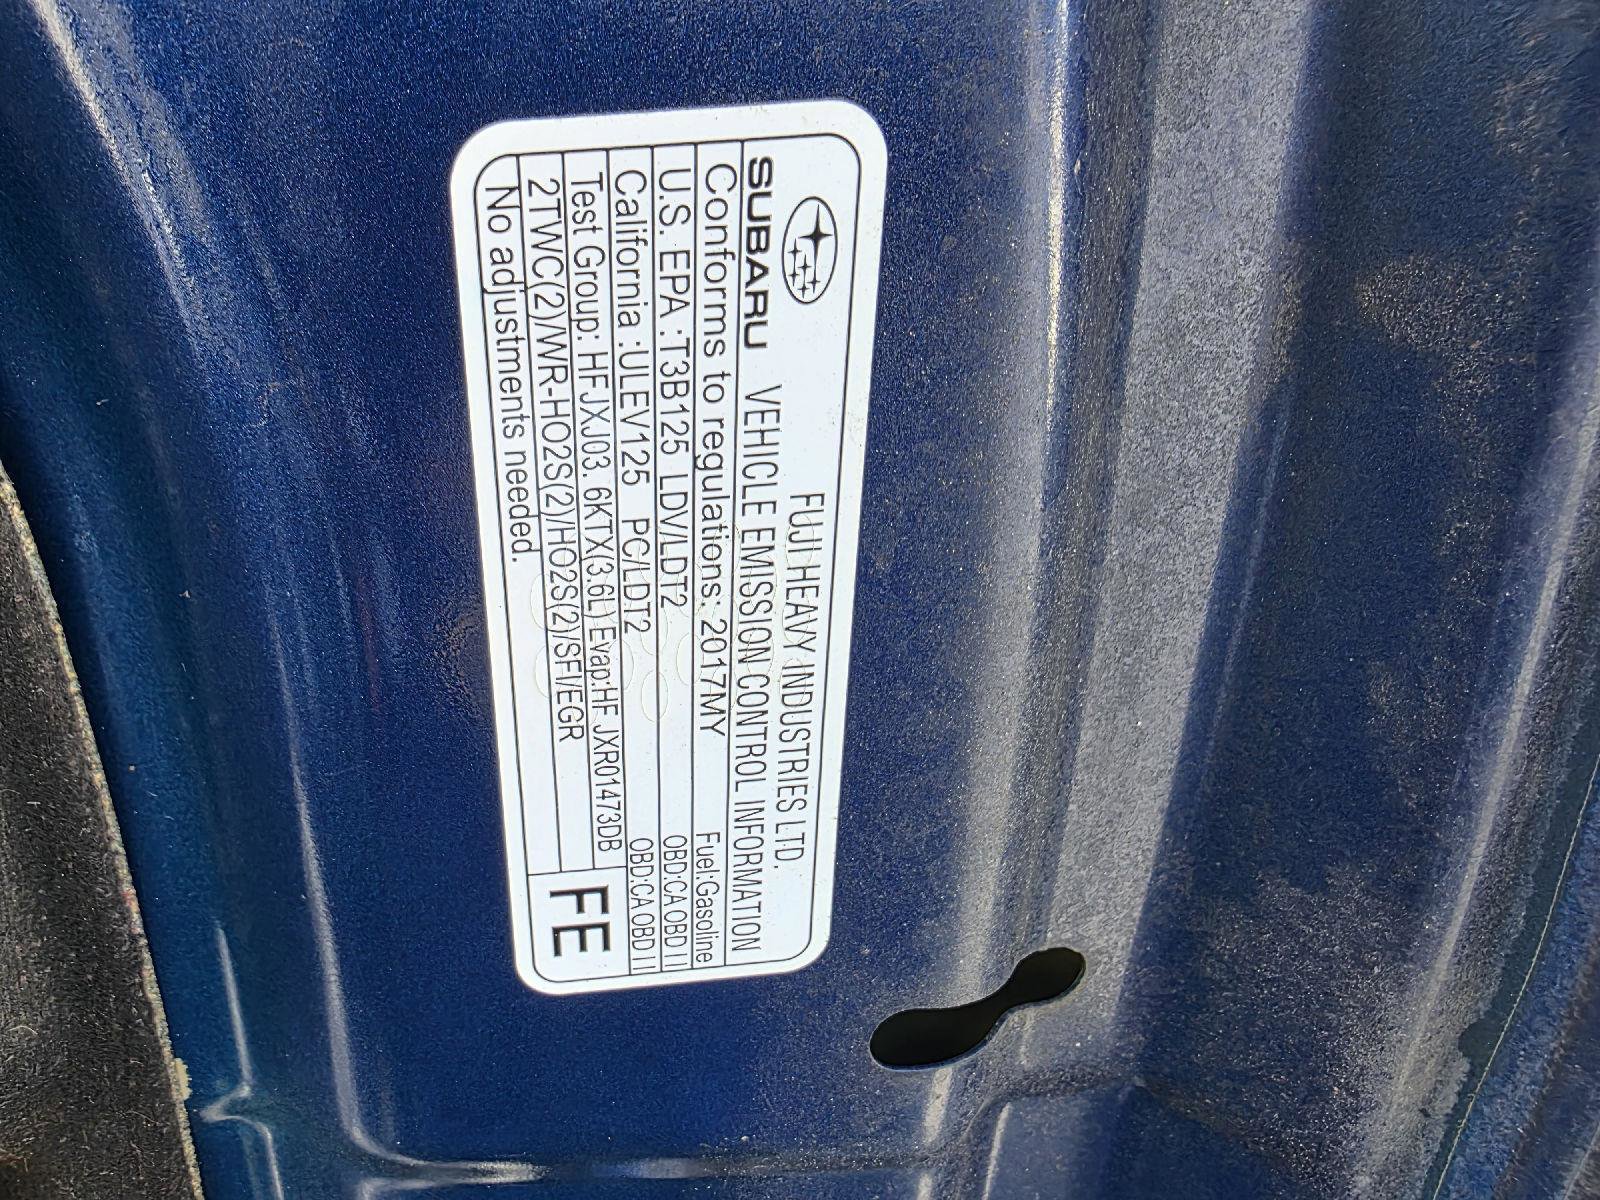 FUJI HEAVY INDUSTRIES LTD.
SUBARU VEHICLE EMISSION CONTROL INFORMATION
Conforms to regulations: 2017MY Fuel:Gasoline
U.S. EPA :T3B125 LDV/LDT2 OBD:CA OBD II
California :ULEV125 PC/LDT2 OBD:CA OBD II
Test Group: HFJXJ03. 6KTX(3.6L) Evap:HFJXR01473DB
2TWC(2)/WR-HO2S(2)/HO2S(2)/SFI/EGR
No adjustments needed.
FE